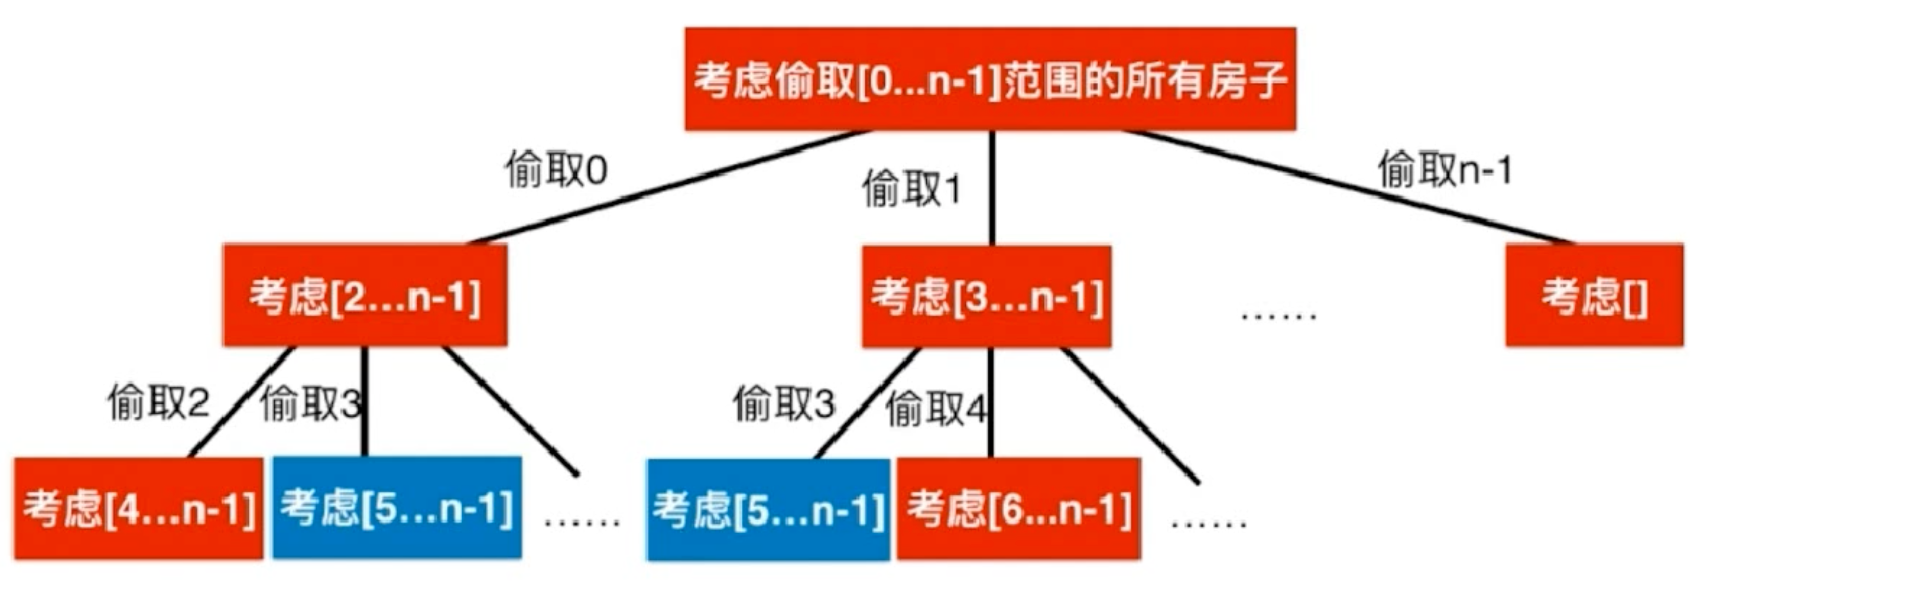 考虑偷取[0...n-1]范围的所有房子
偷取0
偷取1
偷取n-1
考虑[2...n-1]
考虑[3...n-1]
......
考虑[]
偷取2
偷取3
偷取3
偷取4
考虑[4...n-1]
考虑[5...n-1]
......
考虑[5...n-1]
考虑[6...n-1]
......